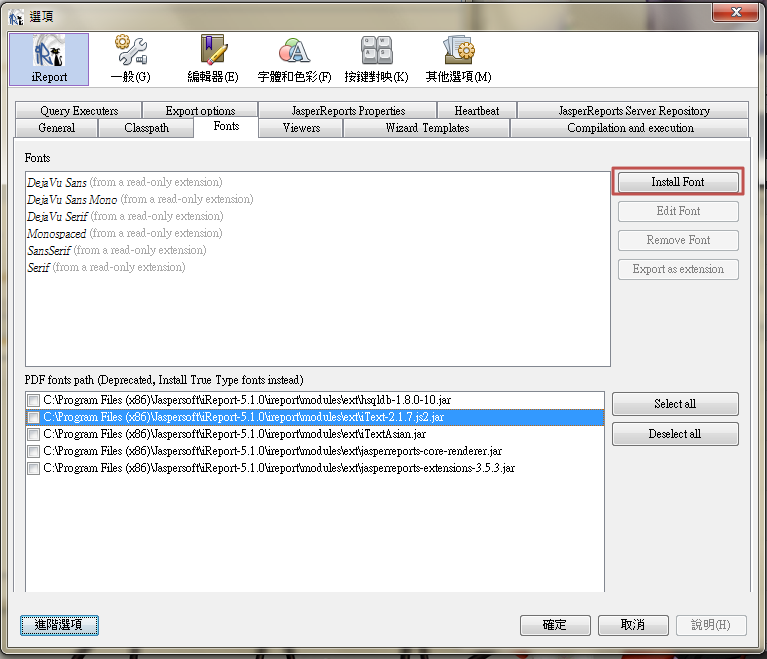 選項
iReport
一般(G)
編輯器(E)
字體和色彩(F)
按鍵對映(K)
其他選項(M)
Query Executers
Export options
JasperReports Properties
Heartbeat
JasperReports Server Repository
General
Classpath
Fonts
Viewers
Wizard Templates
Compilation and execution
Fonts
DejaVu Sans (from a read-only extension)
DejaVu Sans Mono (from a read-only extension)
DejaVu Serif (from a read-only extension)
Monospaced (from a read-only extension)
SansSerif (from a read-only extension)
Serif (from a read-only extension)
Install Font
Edit Font
Remove Font
Export as extension
PDF fonts path (Deprecated, Install True Type fonts instead)
C:\Program Files (x86)\Jaspersoft\iReport-5.1.0\ireport\modules\ext\hsqldb-1.8.0-10.jar
C:\Program Files (x86)\Jaspersoft\iReport-5.1.0\ireport\modules\ext\iText-2.1.7.js2.jar
C:\Program Files (x86)\Jaspersoft\iReport-5.1.0\ireport\modules\ext\iTextAsian.jar
C:\Program Files (x86)\Jaspersoft\iReport-5.1.0\ireport\modules\ext\jasperreports-core-renderer.jar
C:\Program Files (x86)\Jaspersoft\iReport-5.1.0\ireport\modules\ext\jasperreports-extensions-3.5.3.jar
Select all
Deselect all
進階選項
確定
取消
說明(H)